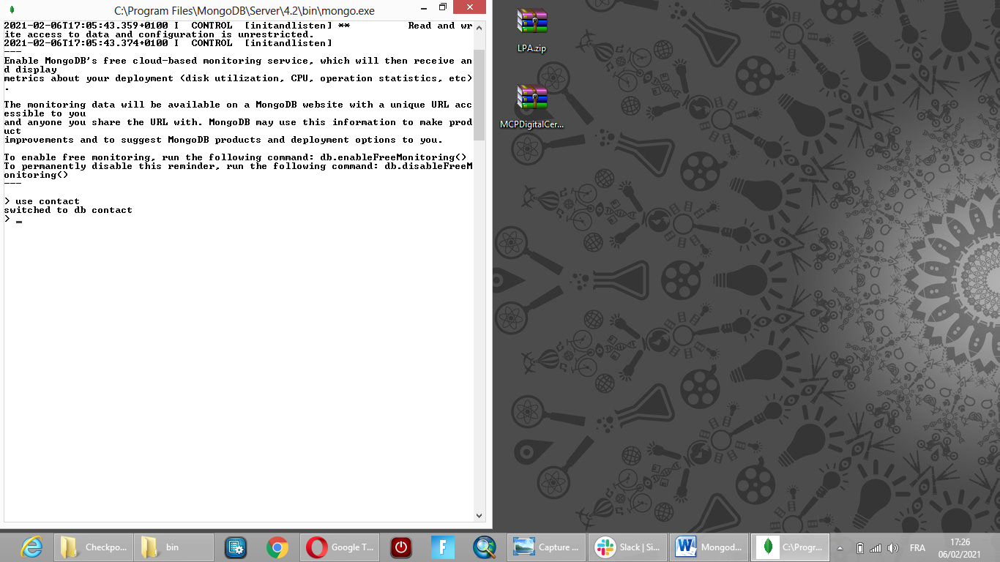 C:\Program Files\MongoDB\Server\4.2\bin\mongo.exe
2021-02-06T17:05:43.359+0100 I  CONTROL  [initandlisten] **          Read and wr
ite access to data and configuration is unrestricted.
2021-02-06T17:05:43.374+0100 I  CONTROL  [initandlisten]
---
Enable MongoDB's free cloud-based monitoring service, which will then receive an
d display
metrics about your deployment (disk utilization, CPU, operation statistics, etc)
.
The monitoring data will be available on a MongoDB website with a unique URL acc
essible to you
and anyone you share the URL with. MongoDB may use this information to make prod
uct
improvements and to suggest MongoDB products and deployment options to you.
To enable free monitoring, run the following command: db.enableFreeMonitoring()
To permanently disable this reminder, run the following command: db.disableFreeM
onitoring()
---
> use contact
switched to db contact
> _
LPA.zip
MCPDigitalCer...
Checkpo...
bin
Google T...
Capture ...
Slack | Si...
Mongod...
C:\Progr...
FRA
17:26
06/02/2021